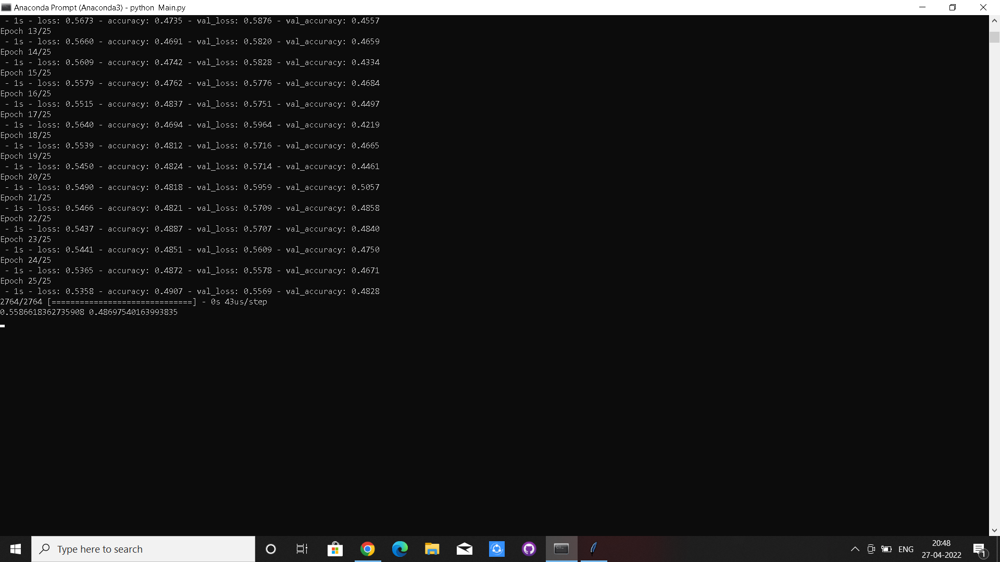 Anaconda Prompt (Anaconda3) - python  Main.py
 - 1s - loss: 0.5673 - accuracy: 0.4735 - val_loss: 0.5876 - val_accuracy: 0.4557
Epoch 13/25
 - 1s - loss: 0.5660 - accuracy: 0.4691 - val_loss: 0.5820 - val_accuracy: 0.4659
Epoch 14/25
 - 1s - loss: 0.5609 - accuracy: 0.4742 - val_loss: 0.5828 - val_accuracy: 0.4334
Epoch 15/25
 - 1s - loss: 0.5579 - accuracy: 0.4762 - val_loss: 0.5776 - val_accuracy: 0.4684
Epoch 16/25
 - 1s - loss: 0.5515 - accuracy: 0.4837 - val_loss: 0.5751 - val_accuracy: 0.4497
Epoch 17/25
 - 1s - loss: 0.5640 - accuracy: 0.4694 - val_loss: 0.5964 - val_accuracy: 0.4219
Epoch 18/25
 - 1s - loss: 0.5539 - accuracy: 0.4812 - val_loss: 0.5716 - val_accuracy: 0.4665
Epoch 19/25
 - 1s - loss: 0.5450 - accuracy: 0.4824 - val_loss: 0.5714 - val_accuracy: 0.4461
Epoch 20/25
 - 1s - loss: 0.5490 - accuracy: 0.4818 - val_loss: 0.5959 - val_accuracy: 0.5057
Epoch 21/25
 - 1s - loss: 0.5466 - accuracy: 0.4821 - val_loss: 0.5709 - val_accuracy: 0.4858
Epoch 22/25
 - 1s - loss: 0.5437 - accuracy: 0.4887 - val_loss: 0.5707 - val_accuracy: 0.4840
Epoch 23/25
 - 1s - loss: 0.5441 - accuracy: 0.4851 - val_loss: 0.5609 - val_accuracy: 0.4750
Epoch 24/25
 - 1s - loss: 0.5365 - accuracy: 0.4872 - val_loss: 0.5578 - val_accuracy: 0.4671
Epoch 25/25
 - 1s - loss: 0.5358 - accuracy: 0.4907 - val_loss: 0.5569 - val_accuracy: 0.4828
2764/2764 [==============================] - 0s 43us/step
0.5586618362735908 0.48697540163993835
Type here to search
ENG
20:48
27-04-2022
1